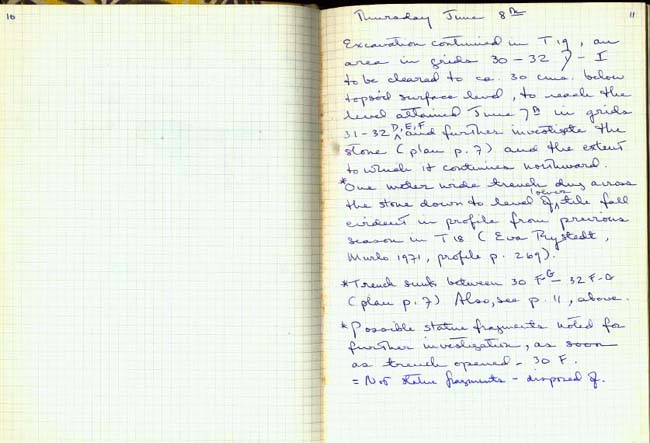 10
11
Thursday June 8th
Excavation continued in T 19, an
area in grids 30 - 32 - I
to be cleared to ca. 30 cms. below
topsoil surface level, to reach the
level attained June 7th in grids
31-32 D, E, F and further investigate the
stone (plan p. 7) and the extent
to which it continues northward.
*One meter wide trench dug across
the stone down to level of lower tile fall
evident in profile from previous
season in T 18 (Eva Rystedt,
Murlo 1971, profile p. 269).
*Trench sunk between 30 F-G - 32 F-G
(plan p. 7) Also, see p. 11, above.
*Possible statue fragments noted for
further investigation, as soon
as trench opened - 30 F.
= Not statue fragments - disposed of.